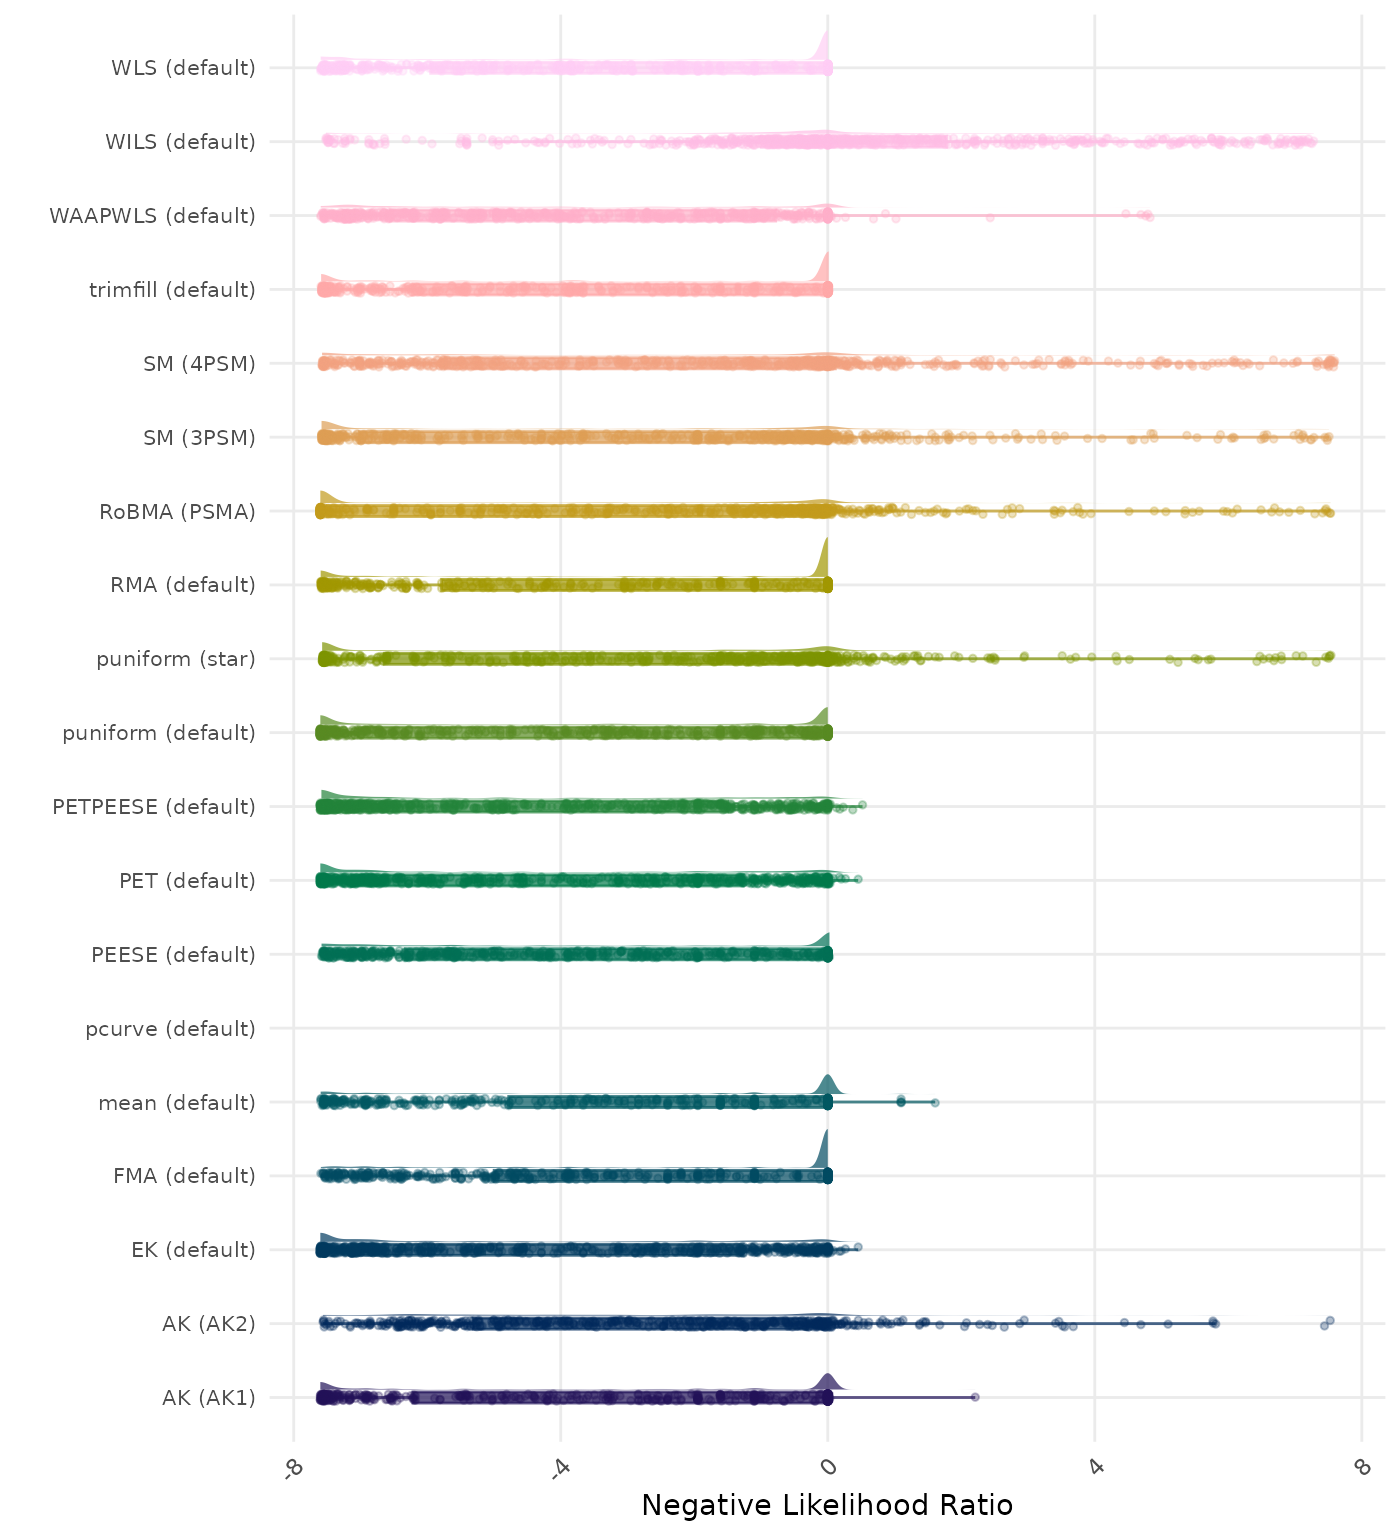 WLS (default)
WILS (default)
WAAPWLS (default)
trimfill (default)
SM (4PSM)
SM (3PSM)
RoBMA (PSMA)
RMA (default)
puniform (star)
puniform (default)
PETPEESE (default)
PET (default)
PEESE (default)
pcurve (default)
mean (default)
FMA (default)
EK (default)
AK (AK2)
AK (AK1)
-8 -4 0 4 8
Negative Likelihood Ratio